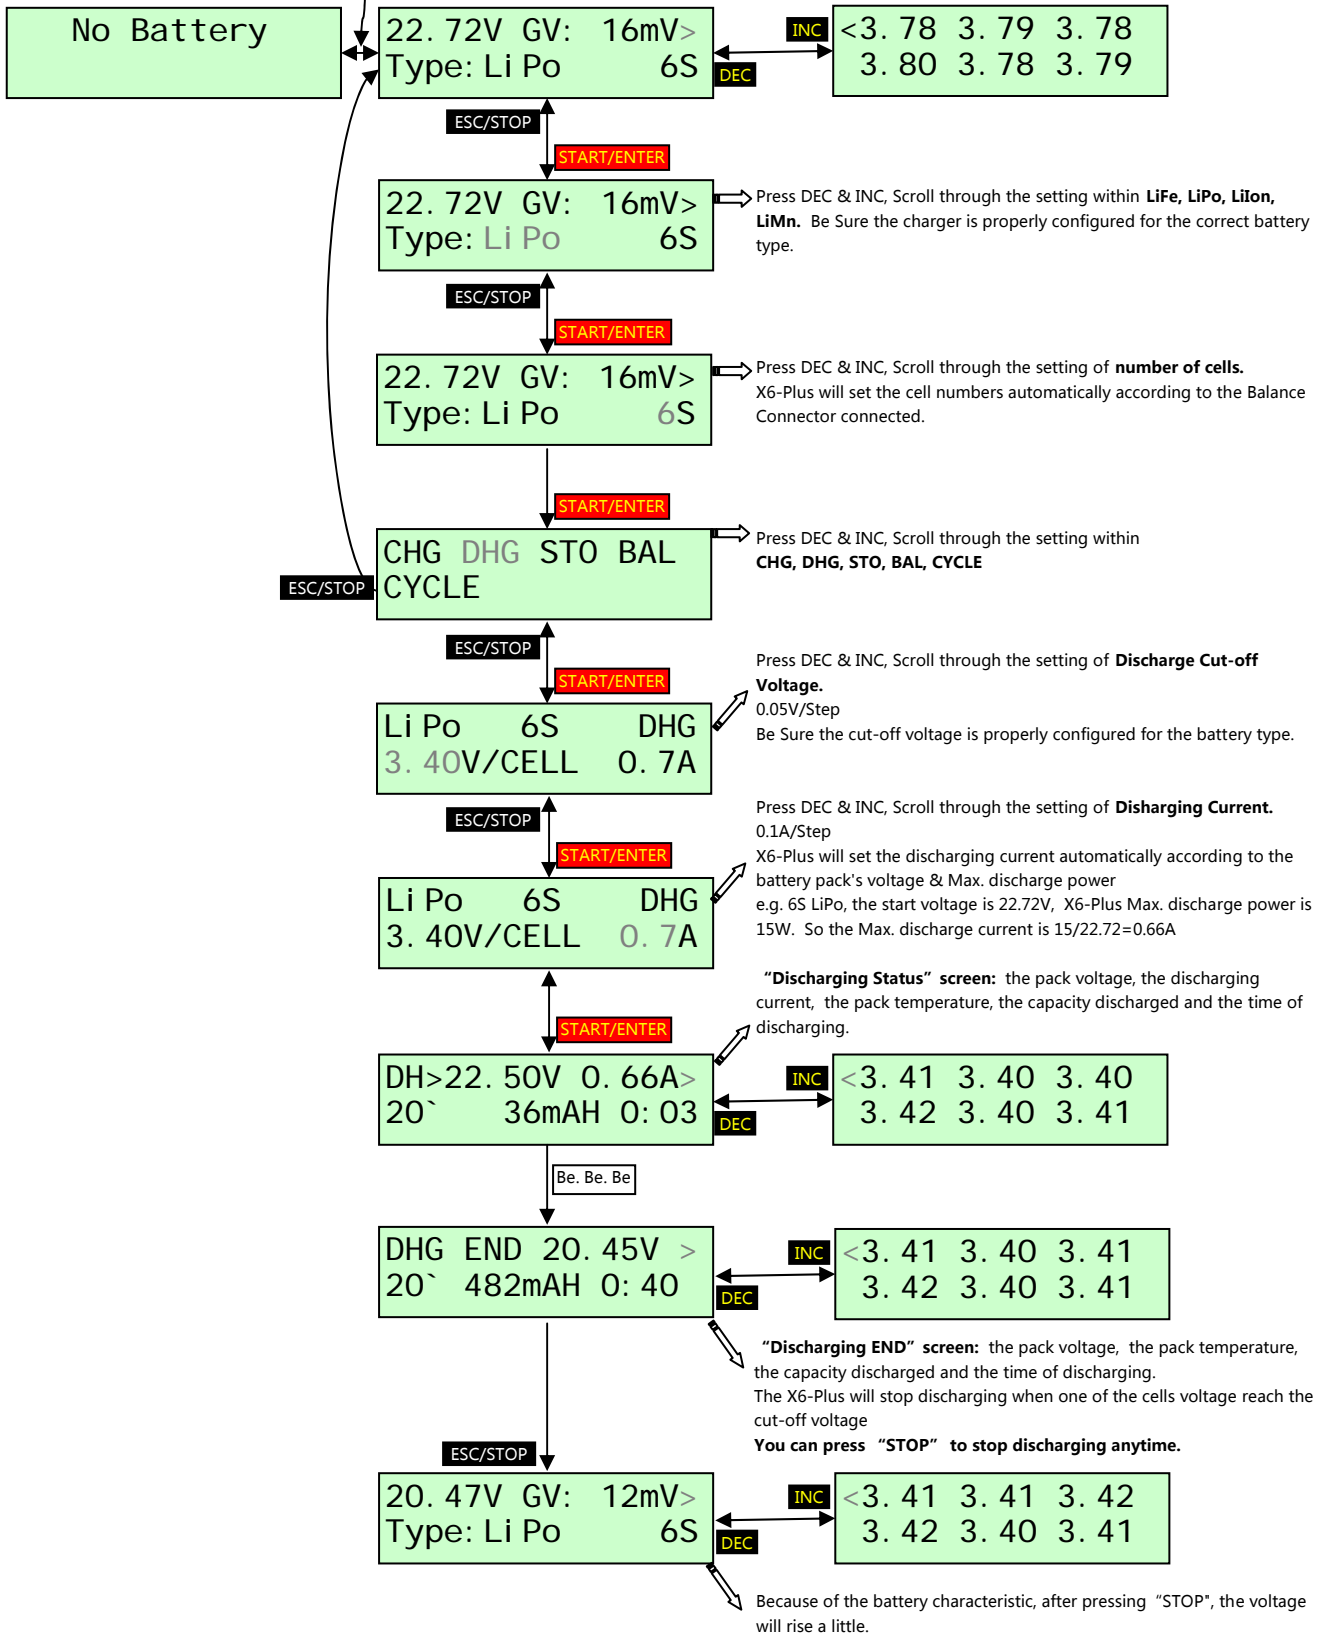 No Battery
22.72V GV: 16mV>
Type:LiPo 6S
INC
DEC
<3.78 3.79 3.78
3.80 3.78 3.79
ESC/STOP
START/ENTER
22.72V GV: 16mV>
Type:LiPo 6S
Press DEC & INC, Scroll through the setting within LiFe, LiPo, LiIon,
LiMn. Be Sure the charger is properly configured for the correct battery
type.
ESC/STOP
START/ENTER
22.72V GV: 16mV>
Type:LiPo 6S
Press DEC & INC, Scroll through the setting of number of cells.
X6-Plus will set the cell numbers automatically according to the Balance
Connector connected.
START/ENTER
CHG DHG STO BAL
CYCLE
ESC/STOP
Press DEC & INC, Scroll through the setting within
CHG, DHG, STO, BAL, CYCLE
ESC/STOP
START/ENTER
LiPo 6S DHG
3.40V/CELL 0.7A
Press DEC & INC, Scroll through the setting of Discharge Cut-off
Voltage.
0.05V/Step
Be Sure the cut-off voltage is properly configured for the battery type.
ESC/STOP
START/ENTER
LiPo 6S DHG
3.40V/CELL 0.7A
Press DEC & INC, Scroll through the setting of Disharging Current.
0.1A/Step
X6-Plus will set the discharging current automatically according to the
battery pack's voltage & Max. discharge power
e.g. 6S LiPo, the start voltage is 22.72V, X6-Plus Max. discharge power is
15W. So the Max. discharge current is 15/22.72=0.66A
START/ENTER
“Discharging Status” screen: the pack voltage, the discharging
current, the pack temperature, the capacity discharged and the time of
discharging.
DH>22.50V 0.66A>
20` 36mAH 0:03
INC
DEC
<3.41 3.40 3.40
3.42 3.40 3.41
Be. Be. Be
DHG END 20.45V >
20` 482mAH 0:40
INC
DEC
<3.41 3.40 3.41
3.42 3.40 3.41
“Discharging END” screen: the pack voltage, the pack temperature,
the capacity discharged and the time of discharging.
The X6-Plus will stop discharging when one of the cells voltage reach the
cut-off voltage
You can press “STOP” to stop discharging anytime.
ESC/STOP
20.47V GV: 12mV>
Type:LiPo 6S
INC
DEC
<3.41 3.41 3.42
3.42 3.40 3.41
Because of the battery characteristic, after pressing “STOP", the voltage
will rise a little.